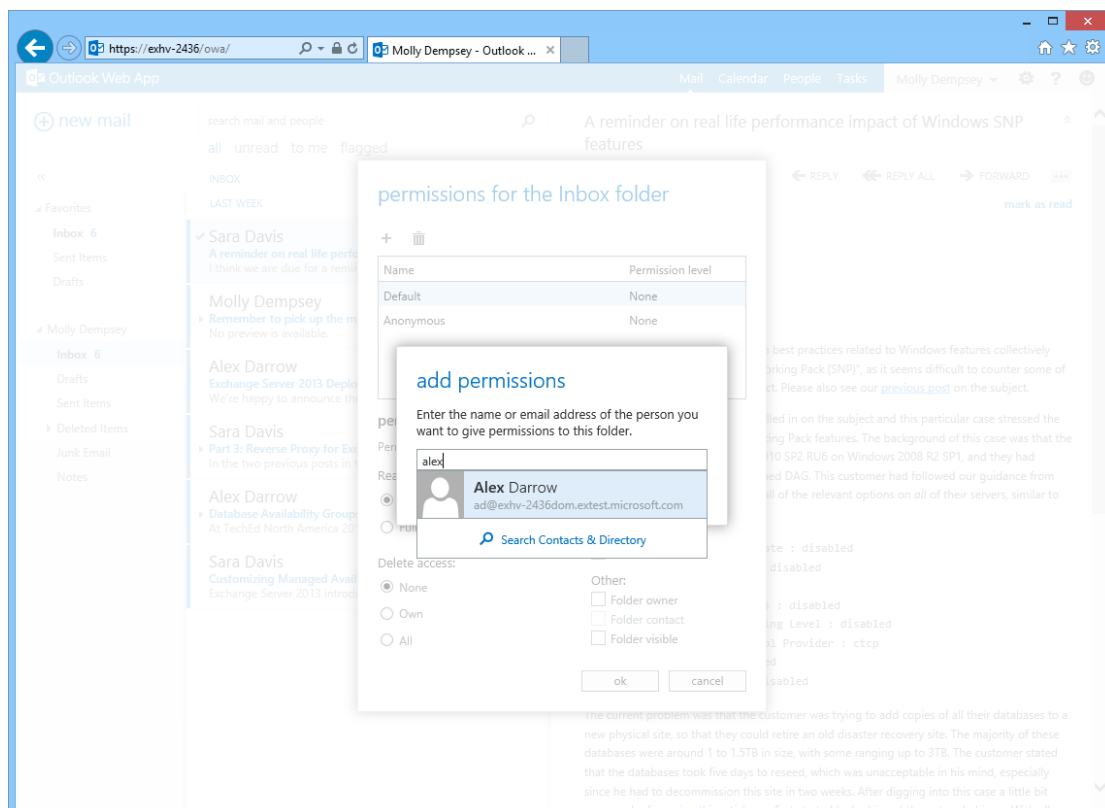 https://exhv-2436/owa/
Molly Dempsey - Outlook ...
Outlook Web App
Mail Calendar People Tasks
Molly Dempsey
new mail
search mail and people
all unread to me flagged
INBOX
LAST WEEK
Favorites
Inbox 6
Sent Items
Drafts
Molly Dempsey
Inbox 6
Drafts
Sent Items
Deleted Items
Junk Email
Notes
Sara Davis
A reminder on real life perfo
I think we are due for a remin
Molly Dempsey
Remember to pick up the m
No preview is available.
Alex Darrow
Exchange Server 2013 Deplo
We're happy to announce the
Sara Davis
Part 3: Reverse Proxy for Exc
In the two previous posts in t
Alex Darrow
Database Availability Group
At TechEd North America 20
Sara Davis
Customizing Managed Avail
Exchange Server 2013 introd
permissions for the Inbox folder
Name Permission level
Default None
Anonymous None
add permissions
Enter the name or email address of the person you
want to give permissions to this folder.
alex
Alex Darrow
ad@exhv-2436dom.extest.microsoft.com
Search Contacts & Directory
Delete access:
None
Own
All
Other:
Folder owner
Folder contact
Folder visible
ok cancel
A reminder on real life performance impact of Windows SNP
features
REPLY REPLY ALL FORWARD
mark as read
best practices related to Windows features collectively
orking Pack (SNP)", as it seems difficult to counter some of
ct. Please also see our previous post on the subject.
lled in on the subject and this particular case stressed the
ing Pack features. The background of this case was that the
10 SP2 RU6 on Windows 2008 R2 SP1, and they had
ed DAG. This customer had followed our guidance from
all of the relevant options on all of their servers, similar to
te : disabled
disabled
: disabled
ing Level : disabled
l Provider : ctcp
ed
isabled
The current problem was that the customer was trying to add copies of all their databases to a
new physical site, so that they could retire an old disaster recovery site. The majority of these
databases were around 1 to 1.5TB in size, with some ranging up to 3TB. The customer stated
that the databases took five days to reseed, which was unacceptable in his mind, especially
since he had to decommission this site in two weeks. After digging into this case a little bit